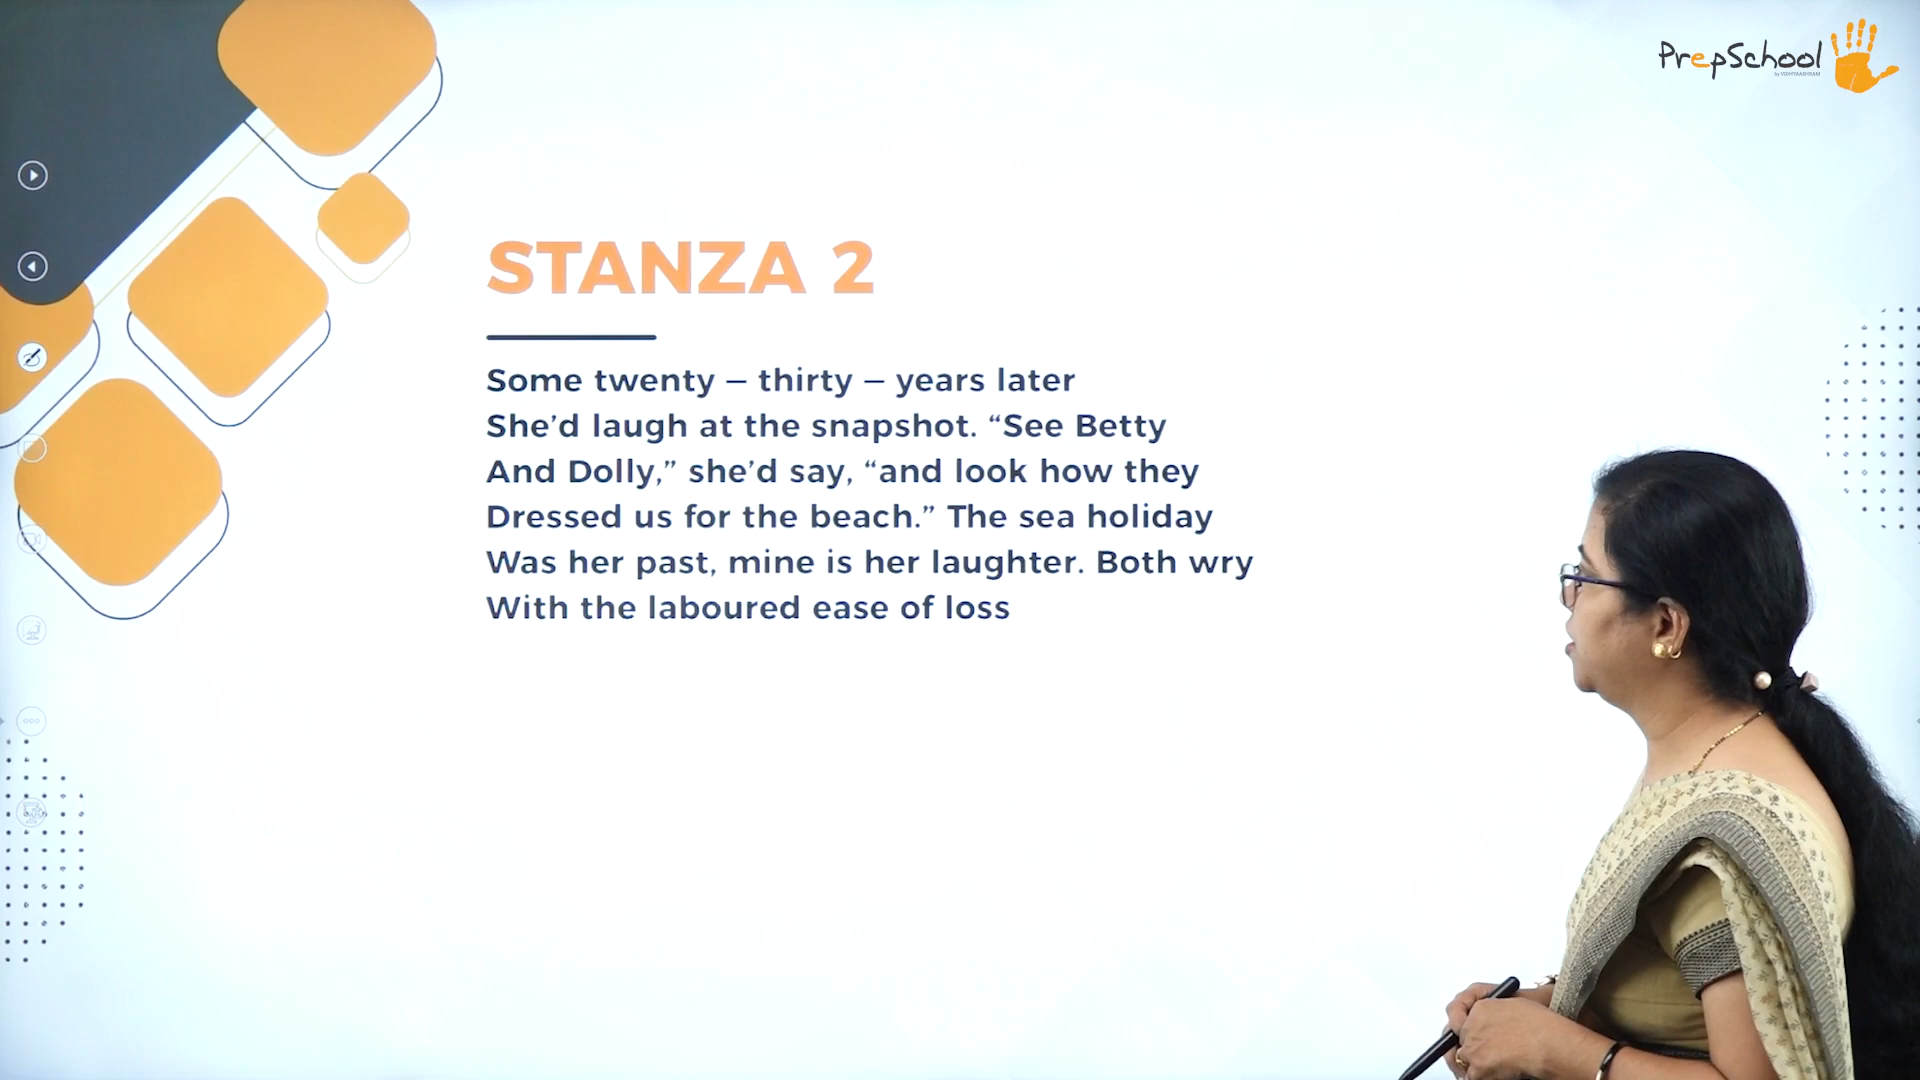 PrepSchool
by VIDHYAASHRAM
STANZA 2
Some twenty – thirty – years later
She’d laugh at the snapshot. “See Betty
And Dolly,” she’d say, “and look how they
Dressed us for the beach.” The sea holiday
Was her past, mine is her laughter. Both wry
With the laboured ease of loss